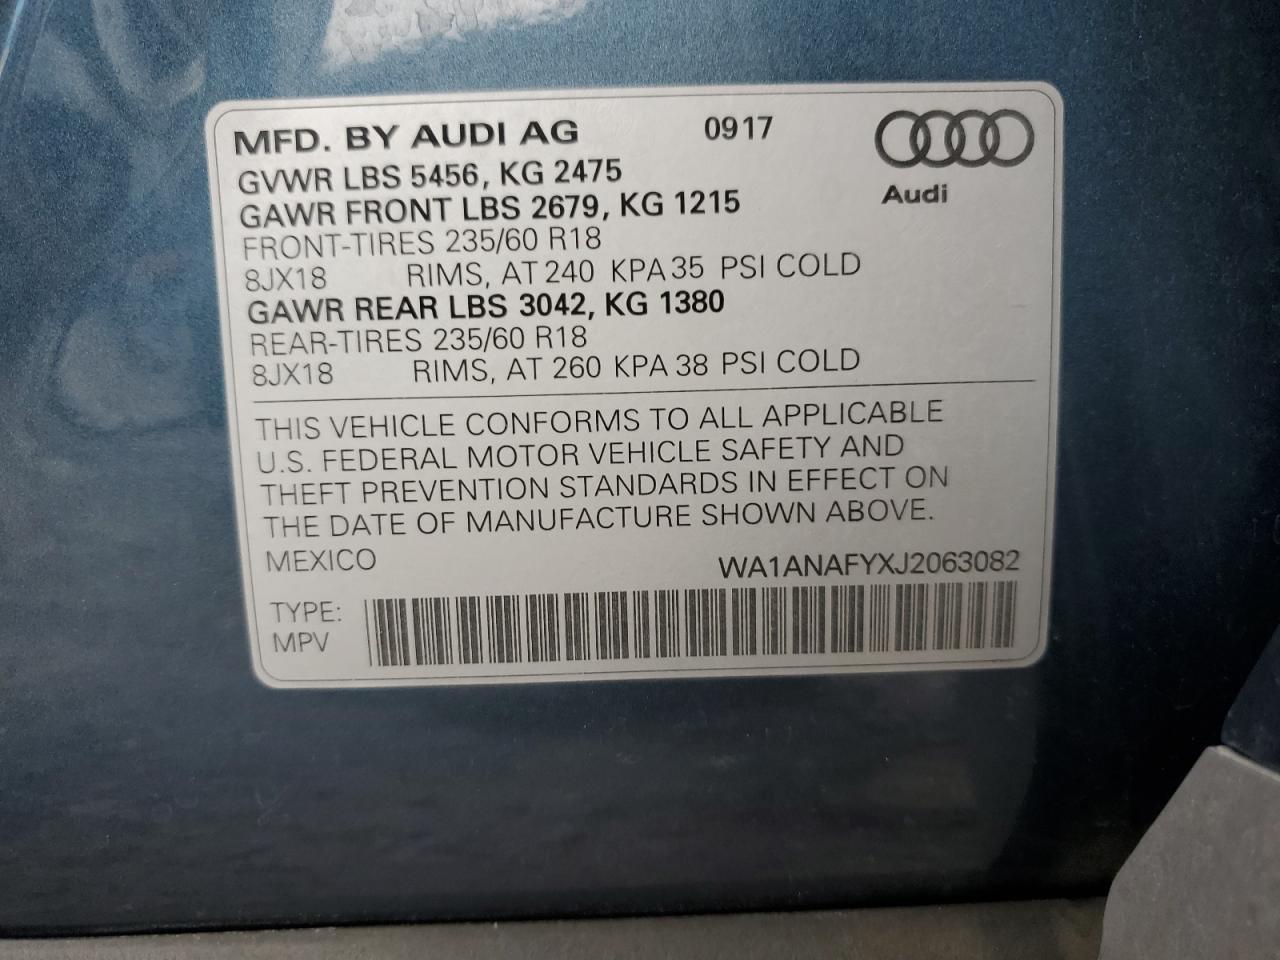 MFD. BY AUDI AG 0917
Audi
GVWR LBS 5456, KG 2475
GAWR FRONT LBS 2679, KG 1215
FRONT-TIRES 235/60 R18
8JX18 RIMS, AT 240 KPA 35 PSI COLD
GAWR REAR LBS 3042, KG 1380
REAR-TIRES 235/60 R18
8JX18 RIMS, AT 260 KPA 38 PSI COLD
THIS VEHICLE CONFORMS TO ALL APPLICABLE
U.S. FEDERAL MOTOR VEHICLE SAFETY AND
THEFT PREVENTION STANDARDS IN EFFECT ON
THE DATE OF MANUFACTURE SHOWN ABOVE.
MEXICO WA1ANAFYXJ2063082
TYPE:
MPV